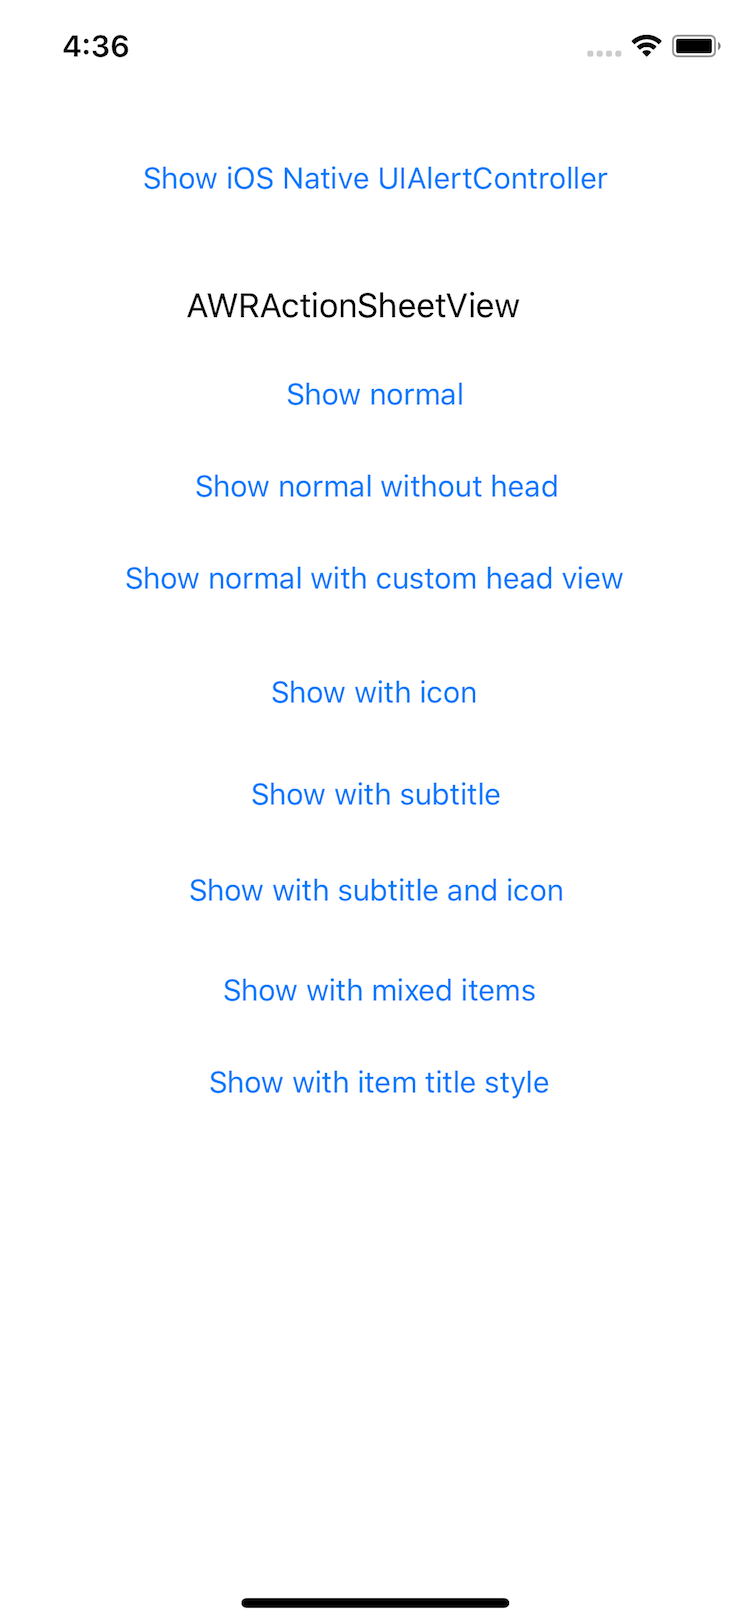 4:36
Show iOS Native UIAlertController
AWRActionSheetView
Show normal
Show normal without head
Show normal with custom head view
Show with icon
Show with subtitle
Show with subtitle and icon
Show with mixed items
Show with item title style